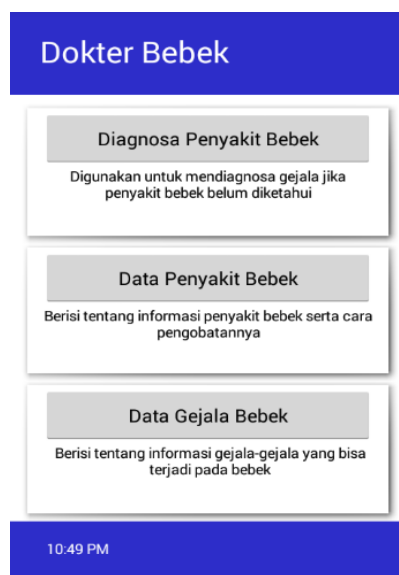 Dokter Bebek
Diagnosa Penyakit Bebek
Digunakan untuk mendiagnosa gejala jika
penyakit bebek belum diketahui
Data Penyakit Bebek
Berisi tentang informasi penyakit bebek serta cara
pengobatannya
Data Gejala Bebek
Berisi tentang informasi gejala-gejala yang bisa
terjadi pada bebek
10:49 PM